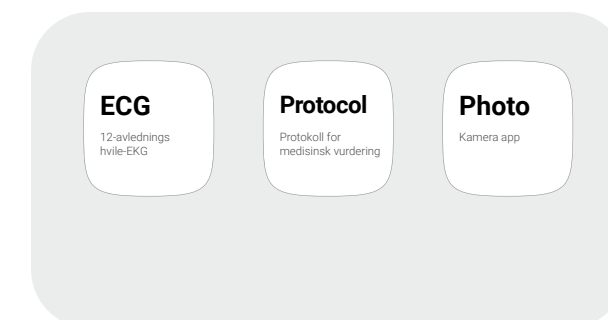 ECG
12-avlednings
hvile-EKG
Protocol
Protokoll for
medisinsk vurdering
Photo
Kamera app